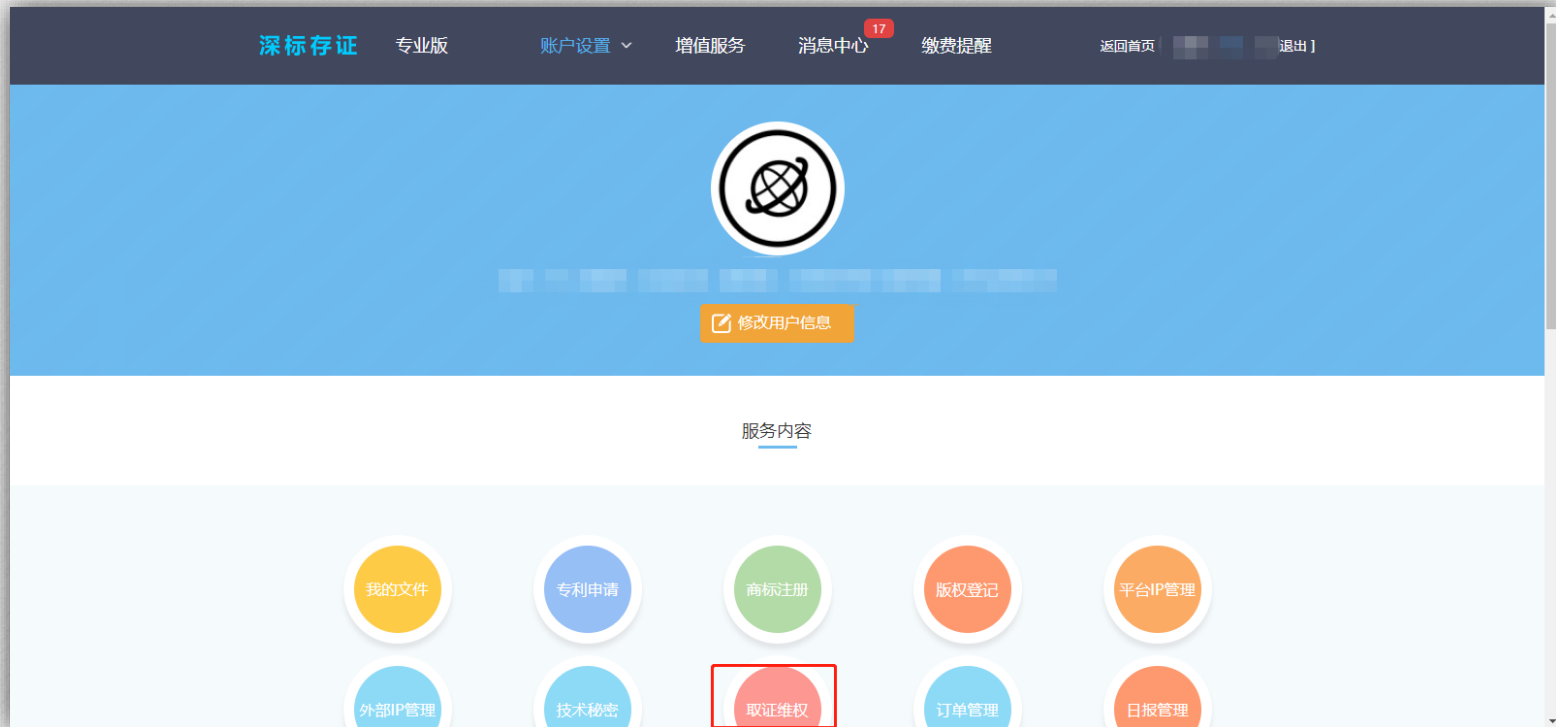 深标存证 专业版 账户设置 增值服务 消息中心 17 缴费提醒 返回首页 [ 退出 ]
修改用户信息
服务内容
我的文件 专利申请 商标注册 版权登记 平台IP管理
外部IP管理 技术秘密 取证维权 订单管理 日报管理